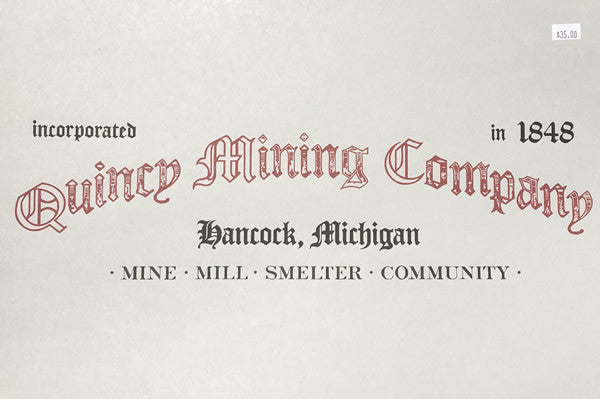 $35.00
incorporated in 1848
Quincy Mining Company
Hancock, Michigan
· MINE · MILL · SMELTER · COMMUNITY ·